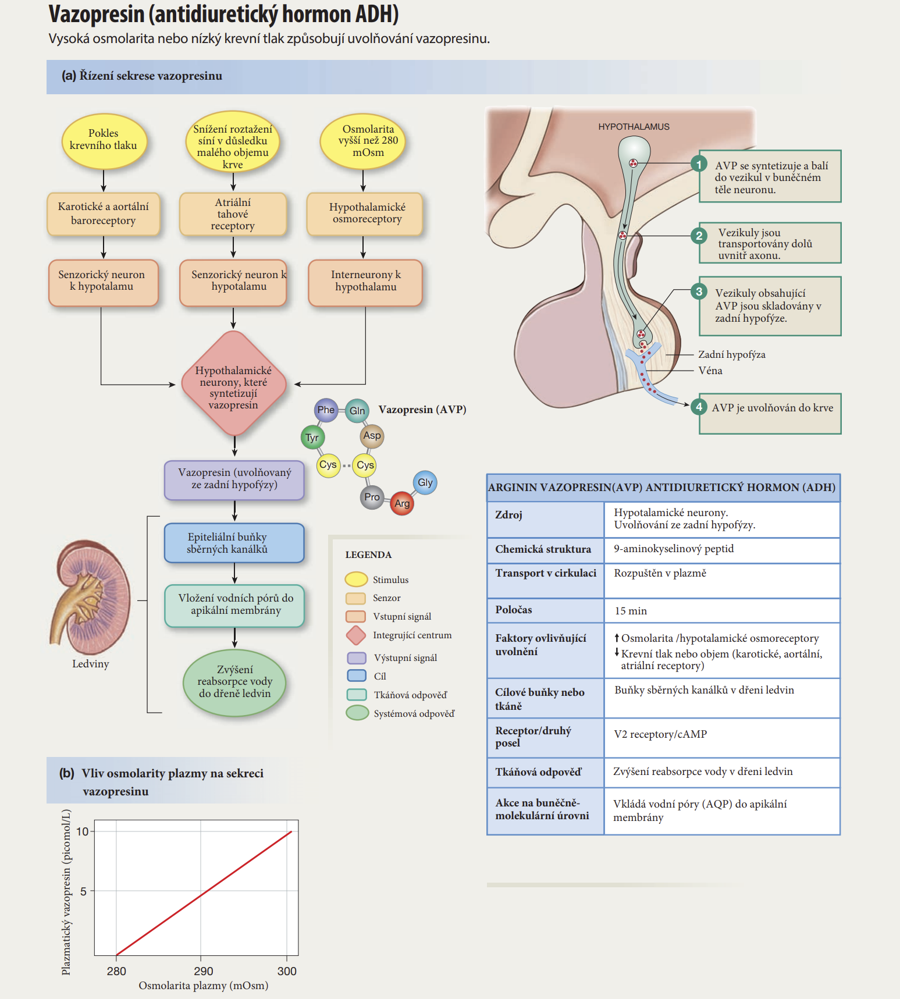 Vazopresin (antidiuretický hormon ADH)
Vysoká osmolarita nebo nízký krevní tlak způsobují uvolňování vazopresinu.
(a) Řízení sekrese vazopresinu
Pokles
krevního tlaku
Snížení roztažení
síní v důsledku
malého objemu
krve
Osmolarita
vyšší než 280
mOsm
Karotické a aortální
baroreceptory
Atriální
tahové
receptory
Hypothalamické
osmoreceptory
Senzorický neuron
k hypotalamu
Senzorický neuron k
hypotalamu
Interneurony k
hypothalamu
Hypothalamické
neurony, které
syntetizují
vazopresin
Vazopresin (uvolňovaný
ze zadní hypofýzy)
Epiteliální buňky
sběrných kanálků
Vložení vodních pórů do
apikální membrány
Zvýšení
reabsorpce vody
do dřeně ledvin
Ledviny
Vazopresin (AVP)
Phe
Gln
Tyr
Asp
Cys
Cys
Pro
Arg
Gly
LEGENDA
Stimulus
Senzor
Vstupní signál
Integrující centrum
Výstupní signál
Cíl
Tkáňová odpověď
Systémová odpověď
HYPOTHALAMUS
1 AVP se syntetizuje a balí
do vezikul v buněčném
těle neuronu.
2 Vezikuly jsou
transportovány dolů
uvnitř axonu.
3 Vezikuly obsahující
AVP jsou skladovány v
zadní hypofýze.
Zadní hypofýza
Véna
4 AVP je uvolňován do krve
ARGININ VAZOPRESIN(AVP) ANTIDIURETICKÝ HORMON (ADH)
Zdroj
Hypotalamické neurony.
Uvolňování ze zadní hypofýzy.
Chemická struktura
9-aminokyselinový peptid
Transport v cirkulaci
Rozpuštěn v plazmě
Poločas
15 min
Faktory ovlivňující
uvolnění
↑ Osmolarita /hypotalamické osmoreceptory
↓ Krevní tlak nebo objem (karotické, aortální,
atriální receptory)
Cílové buňky nebo
tkáně
Buňky sběrných kanálků v dřeni ledvin
Receptor/druhý
posel
V2 receptory/cAMP
Tkáňová odpověď
Zvýšení reabsorpce vody v dřeni ledvin
Akce na buněčně-
molekulární úrovni
Vkládá vodní póry (AQP) do apikální
membrány
(b) Vliv osmolarity plazmy na sekreci
vazopresinu
Plazmatický vazopresin (picomol/L)
10
5
280
290
300
Osmolarita plazmy (mOsm)